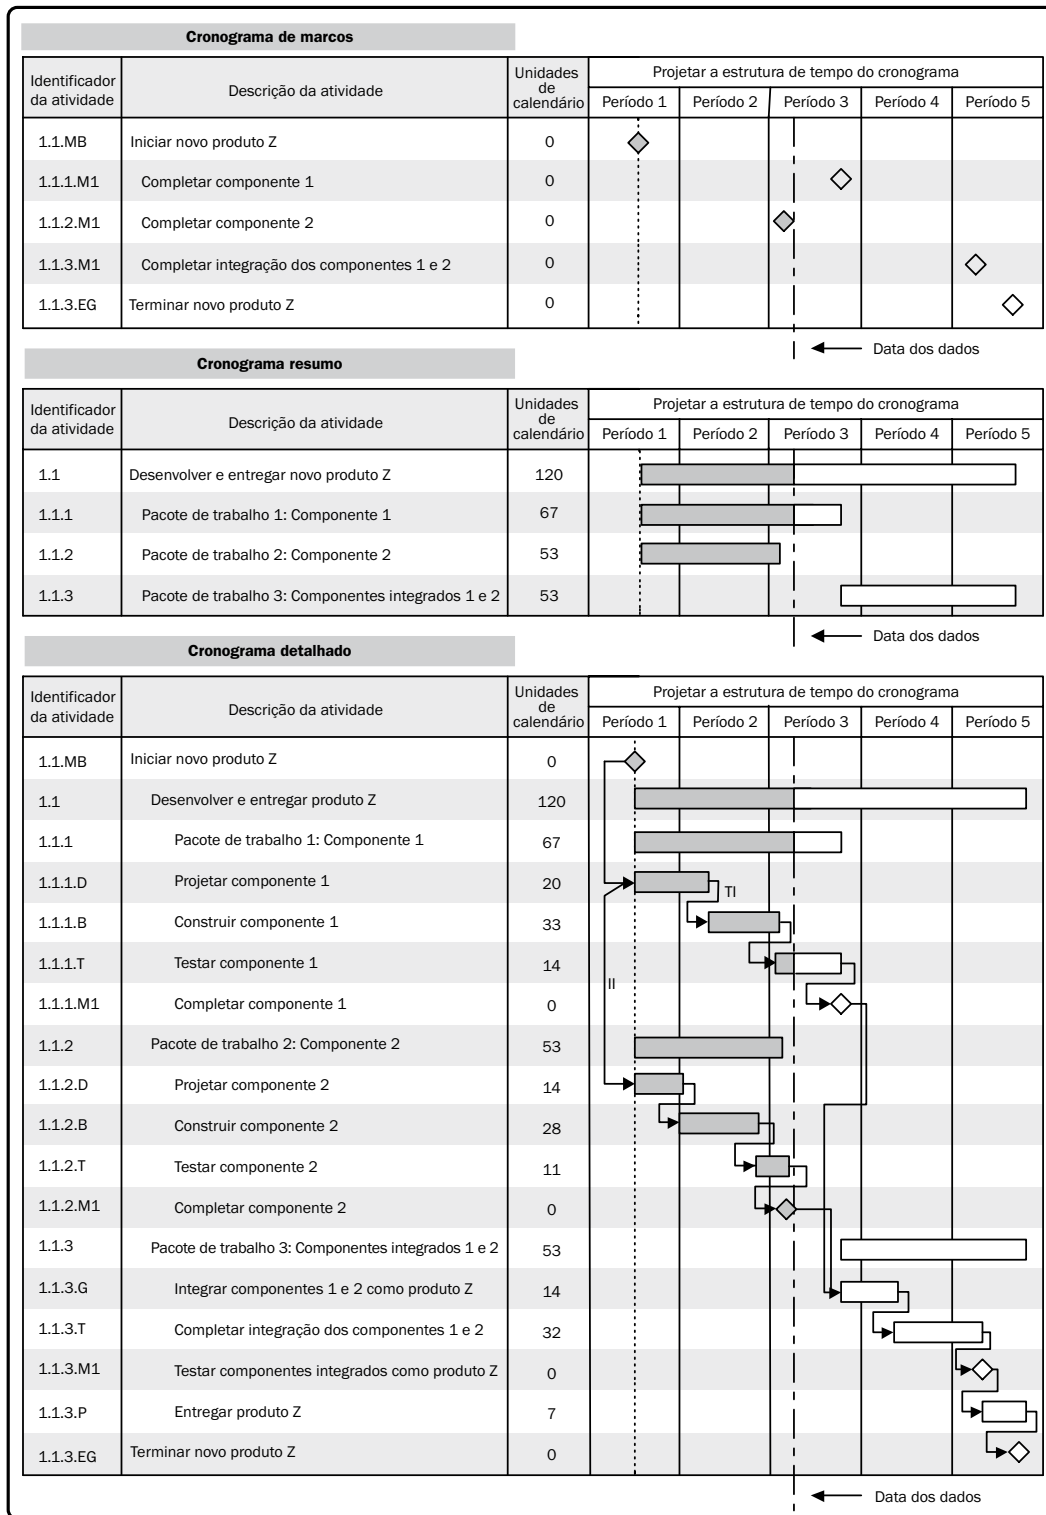 Cronograma de marcos
Identificador da atividade
Descrição da atividade
Unidades de calendário
Projetar a estrutura de tempo do cronograma
Período 1 Período 2 Período 3 Período 4 Período 5
1.1.MB Iniciar novo produto Z 0
1.1.1.M1 Completar componente 1 0
1.1.2.M1 Completar componente 2 0
1.1.3.M1 Completar integração dos componentes 1 e 2 0
1.1.3.EG Terminar novo produto Z 0
Data dos dados
Cronograma resumo
Identificador da atividade
Descrição da atividade
Unidades de calendário
Projetar a estrutura de tempo do cronograma
Período 1 Período 2 Período 3 Período 4 Período 5
1.1 Desenvolver e entregar novo produto Z 120
1.1.1 Pacote de trabalho 1: Componente 1 67
1.1.2 Pacote de trabalho 2: Componente 2 53
1.1.3 Pacote de trabalho 3: Componentes integrados 1 e 2 53
Data dos dados
Cronograma detalhado
Identificador da atividade
Descrição da atividade
Unidades de calendário
Projetar a estrutura de tempo do cronograma
Período 1 Período 2 Período 3 Período 4 Período 5
1.1.MB Iniciar novo produto Z 0
1.1 Desenvolver e entregar produto Z 120
1.1.1 Pacote de trabalho 1: Componente 1 67
1.1.1.D Projetar componente 1 20 TI
1.1.1.B Construir componente 1 33
1.1.1.T Testar componente 1 14
II
1.1.1.M1 Completar componente 1 0
1.1.2 Pacote de trabalho 2: Componente 2 53
1.1.2.D Projetar componente 2 14
1.1.2.B Construir componente 2 28
1.1.2.T Testar componente 2 11
1.1.2.M1 Completar componente 2 0
1.1.3 Pacote de trabalho 3: Componentes integrados 1 e 2 53
1.1.3.G Integrar componentes 1 e 2 como produto Z 14
1.1.3.T Completar integração dos componentes 1 e 2 32
1.1.3.M1 Testar componentes integrados como produto Z 0
1.1.3.P Entregar produto Z 7
1.1.3.EG Terminar novo produto Z 0
Data dos dados